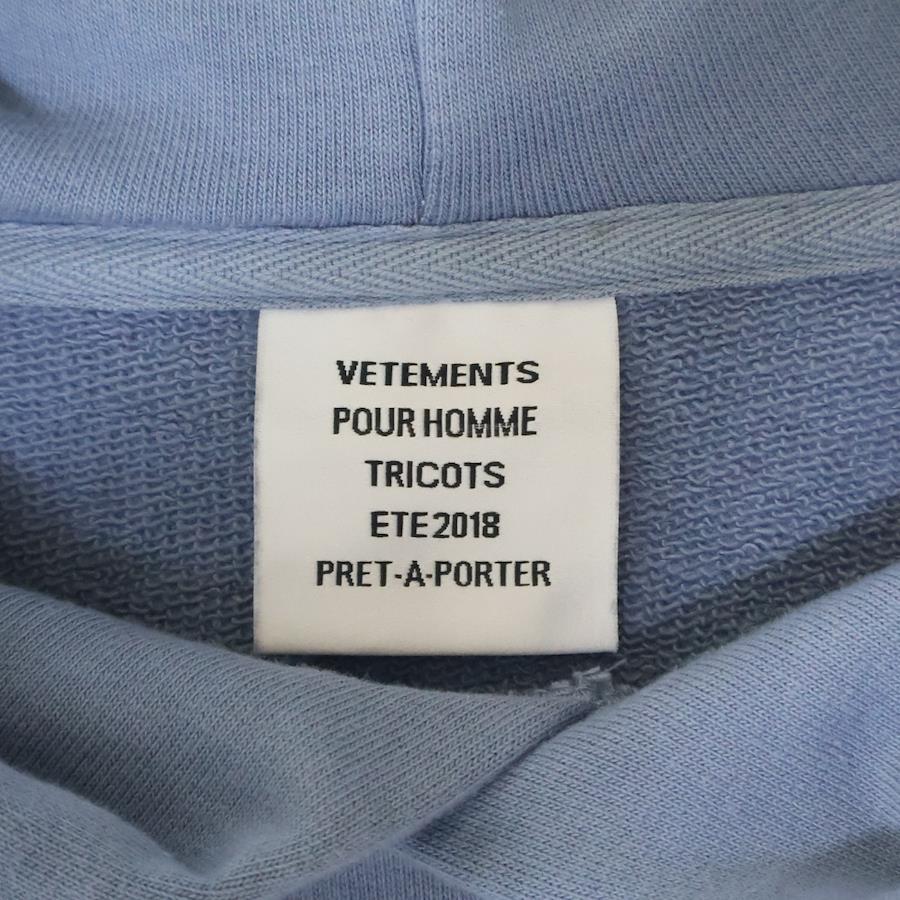 VETEMENTS
POUR HOMME
TRICOTS
ETE 2018
PRET-A-PORTER